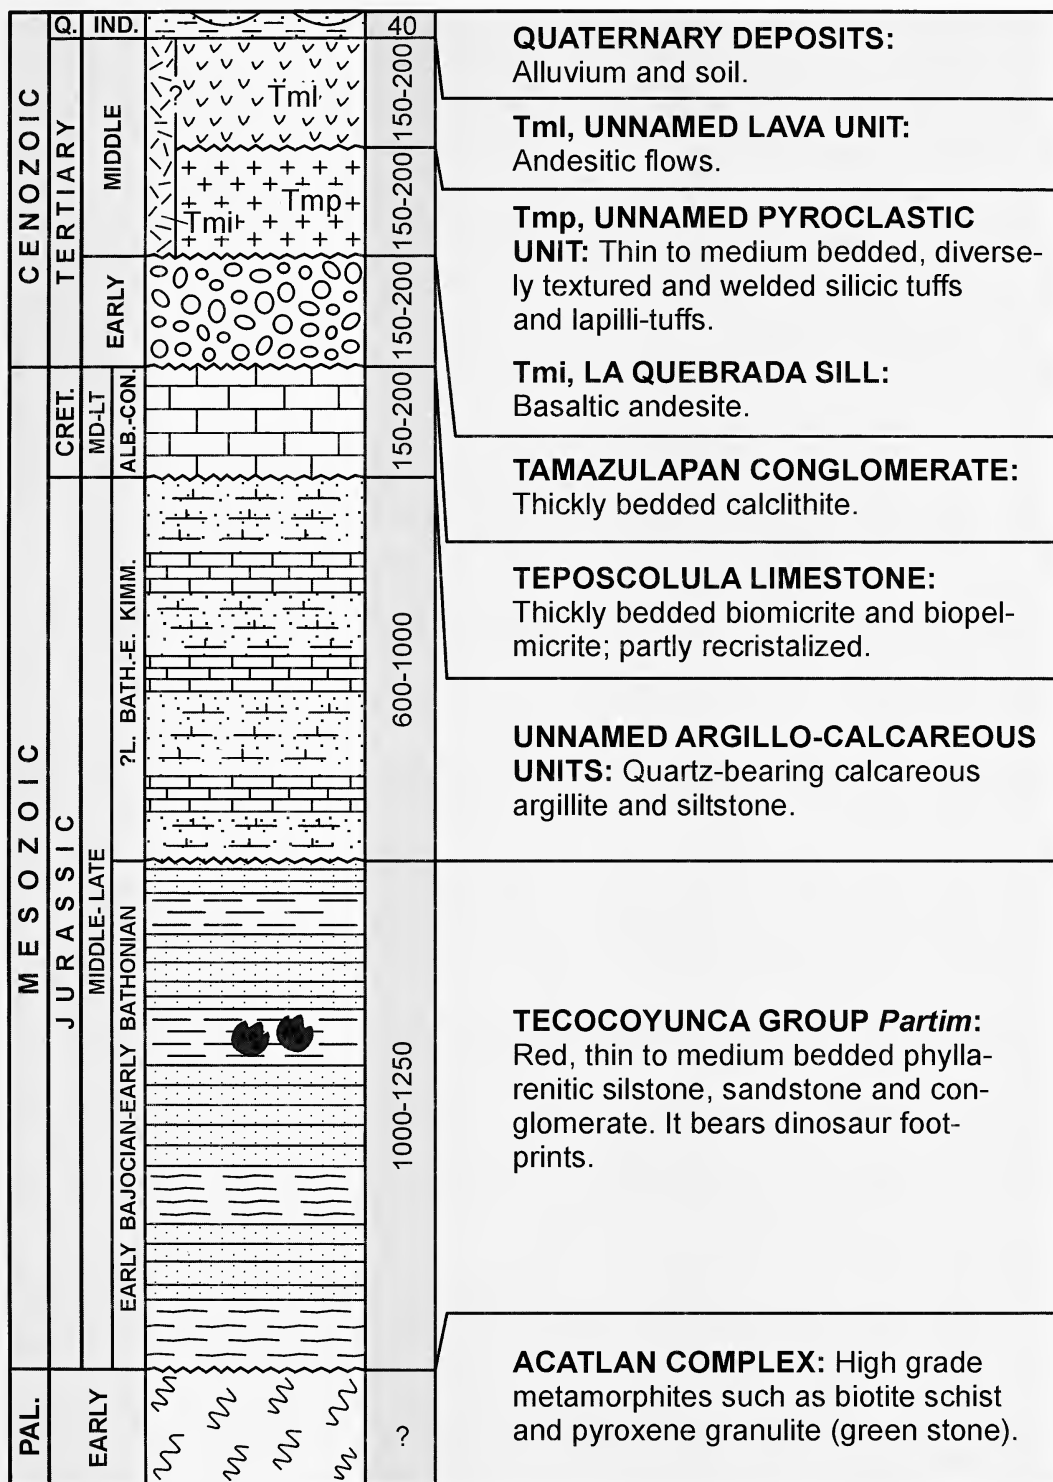 Q.
IND.
40
CENOZOIC
TERTIARY
MIDDLE
EARLY
?
Tml
Tmp
Tmi
150-200
150-200
150-200
MESOZOIC
CRET.
MD-LT
ALB.-CON.
150-200
JURASSIC
MIDDLE-LATE
?L. BATH.-E. KIMM.
600-1000
EARLY BAJOCIAN-EARLY BATHONIAN
1000-1250
PAL.
EARLY
?
QUATERNARY DEPOSITS:
Alluvium and soil.
Tml, UNNAMED LAVA UNIT:
Andesitic flows.
Tmp, UNNAMED PYROCLASTIC
UNIT: Thin to medium bedded, diverse-
ly textured and welded silicic tuffs
and lapilli-tuffs.
Tmi, LA QUEBRADA SILL:
Basaltic andesite.
TAMAZULAPAN CONGLOMERATE:
Thickly bedded calclithite.
TEPOSCOLULA LIMESTONE:
Thickly bedded biomicrite and biopel-
micrite; partly recristalized.
UNNAMED ARGILLO-CALCAREOUS
UNITS: Quartz-bearing calcareous
argillite and siltstone.
TECOCOYUNCA GROUP Partim:
Red, thin to medium bedded phylla-
renitic silstone, sandstone and con-
glomerate. It bears dinosaur foot-
prints.
ACATLAN COMPLEX: High grade
metamorphites such as biotite schist
and pyroxene granulite (green stone).